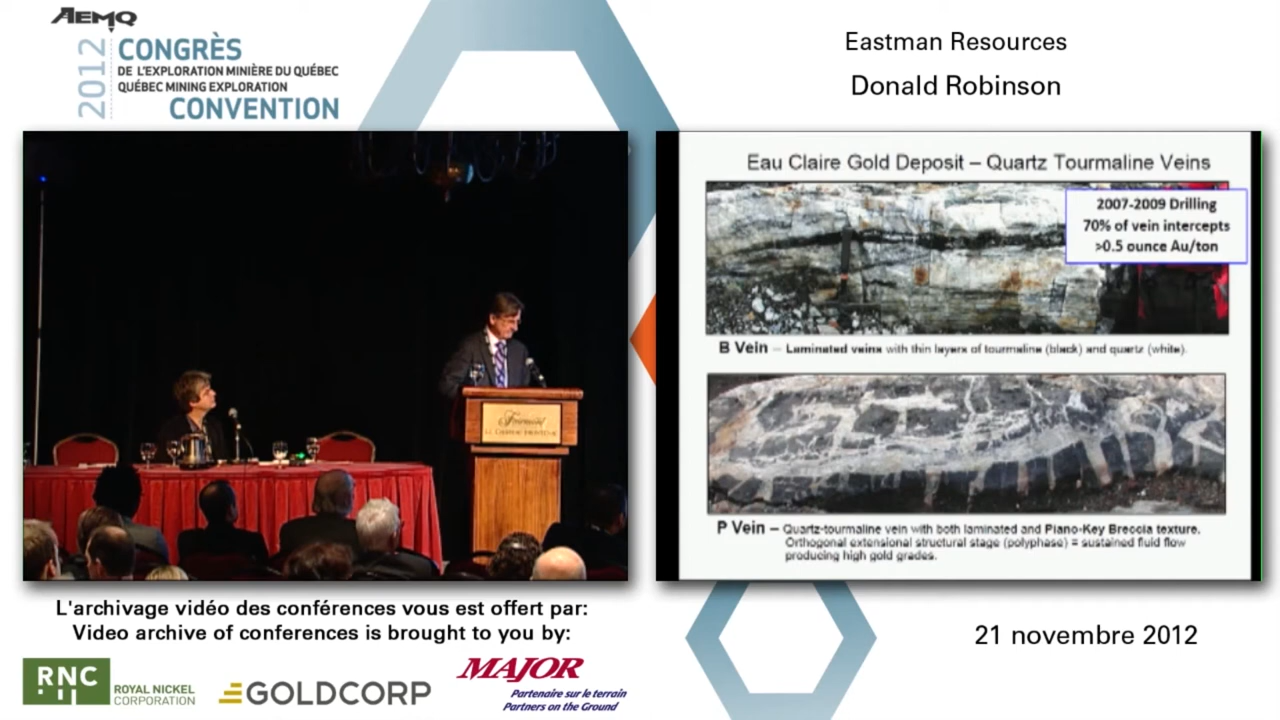 AEMQ
2012
CONGRÈS
DE L'EXPLORATION MINIÈRE DU QUÉBEC
QUÉBEC MINING EXPLORATION
CONVENTION
Eastman Resources
Donald Robinson
Fairmont
LE CHÂTEAU FRONTENAC
Eau Claire Gold Deposit – Quartz Tourmaline Veins
2007-2009 Drilling
70% of vein intercepts
>0.5 ounce Au/ton
B Vein – Laminated veins with thin layers of tourmaline (black) and quartz (white).
P Vein – Quartz-tourmaline vein with both laminated and Piano-Key Breccia texture.
Orthogonal extensional structural stage (polyphase) = sustained fluid flow
producing high gold grades.
L'archivage vidéo des conférences vous est offert par:
Video archive of conferences is brought to you by:
RNC
ROYAL NICKEL
CORPORATION
GOLDCORP
MAJOR
Partenaire sur le terrain
Partners on the Ground
21 novembre 2012